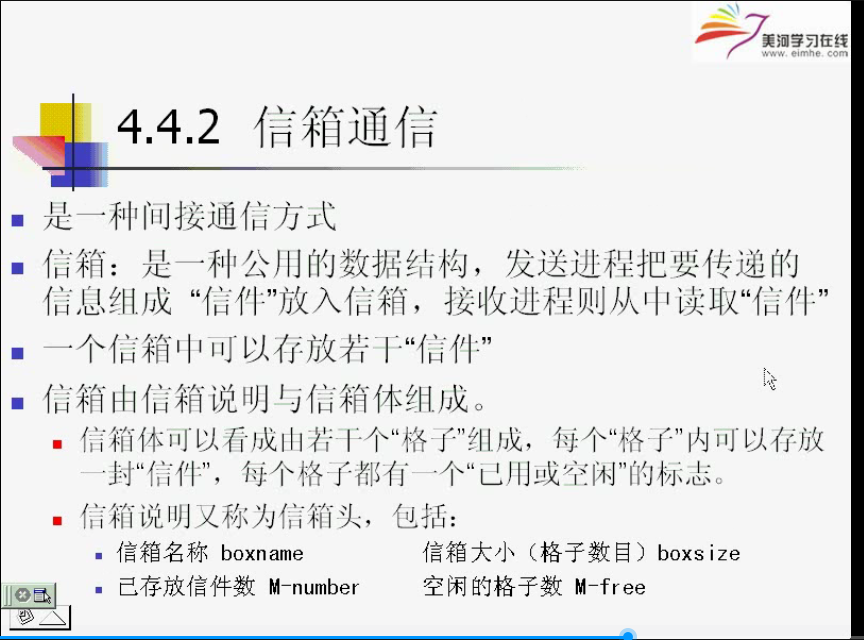 美河学习在线
www.eimhe.com
4.4.2 信箱通信
是一种间接通信方式
信箱：是一种公用的数据结构，发送进程把要传递的
信息组成 “信件”放入信箱，接收进程则从中读取“信件”
一个信箱中可以存放若干“信件”
信箱由信箱说明与信箱体组成。
信箱体可以看成由若干个“格子”组成，每个“格子”内可以存放
一封“信件”，每个格子都有一个“已用或空闲”的标志。
信箱说明又称为信箱头，包括：
信箱名称 boxname 信箱大小（格子数目）boxsize
已存放信件数 M-number 空闲的格子数 M-free